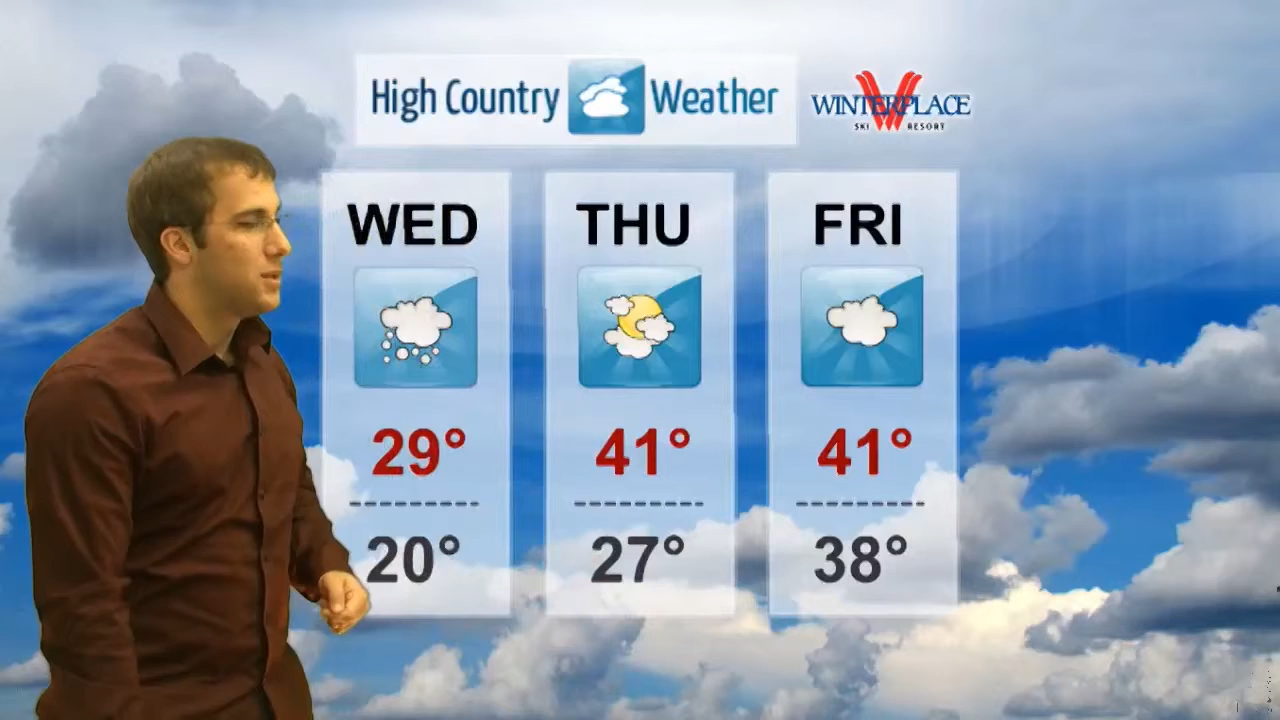 High Country Weather
WINTERPLACE
SKI RESORT
WED THU FRI
29° 41° 41°
20° 27° 38°